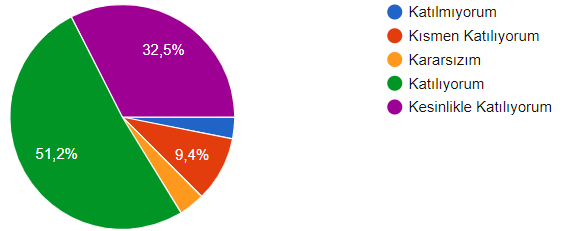 32,5%
9,4%
51,2%
Katılmıyorum
Kısmen Katılıyorum
Kararsızım
Katılıyorum
Kesinlikle Katılıyorum